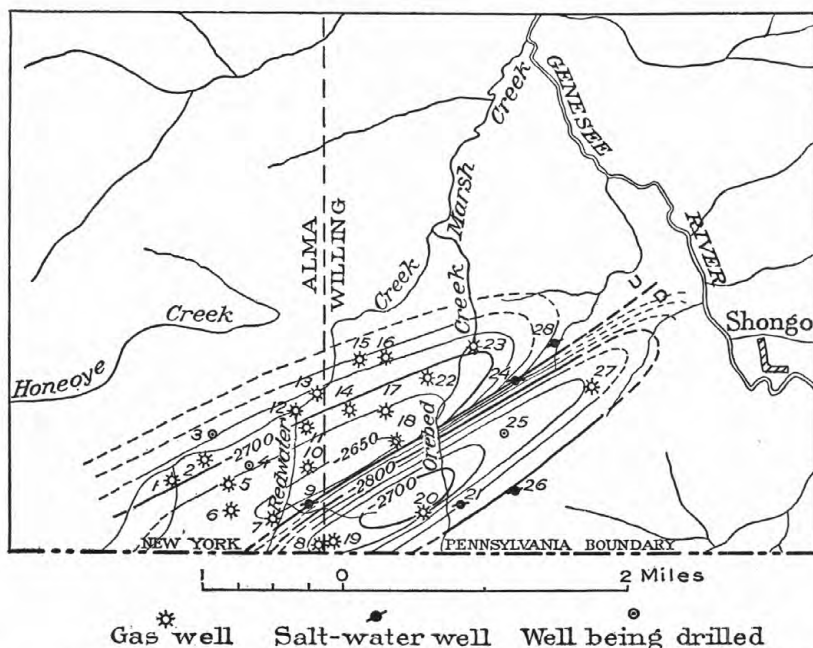 Creek
Marsh
GENESEE
RIVER
ALMA
WILLING
Creek
Creek
Creek
Honeoye
U
D
Shongo
28
15
16
23
27
13
22
24
12
14
17
3
11
18
25
2700
2650
2
4
10
Redwater
Orebed
1
5
9
2800
26
6
2700
20
21
7
8
19
NEW YORK
PENNSYLVANIA BOUNDARY
1
0
2 Miles
Gas well
Salt-water well
Well being drilled